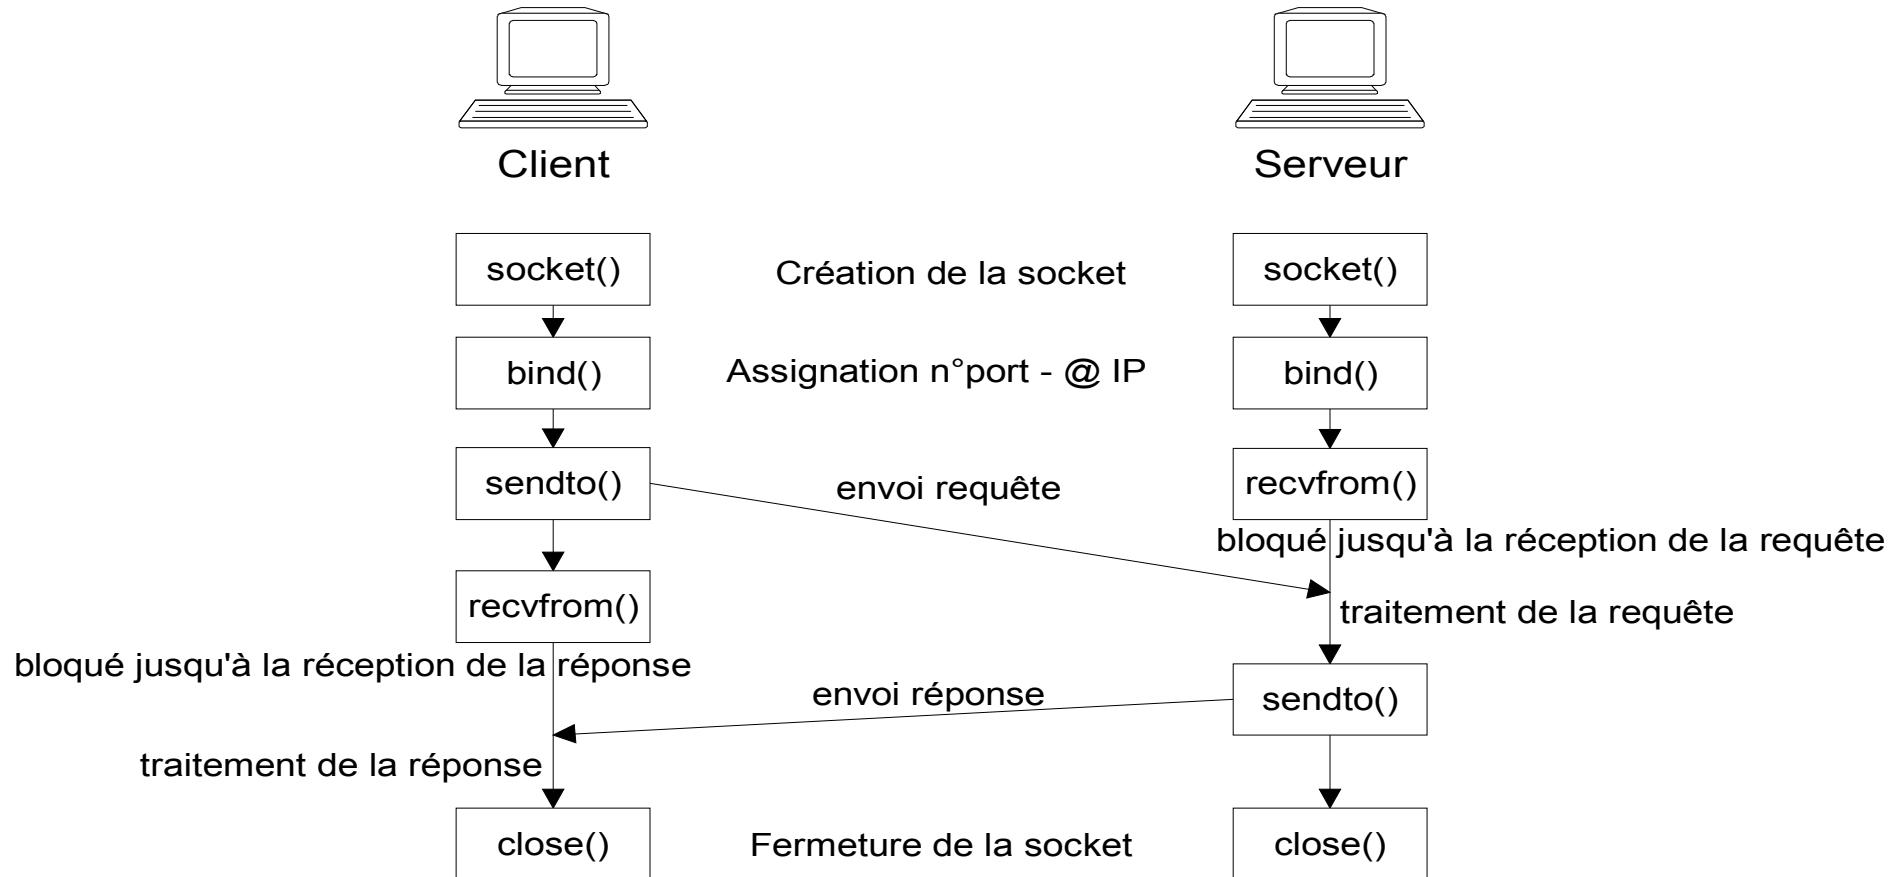 Client
Serveur
socket()
Création de la socket
socket()
bind()
Assignation n°port - @ IP
bind()
sendto()
envoi requête
recvfrom()
bloqué jusqu'à la réception de la requête
recvfrom()
traitement de la requête
bloqué jusqu'à la réception de la réponse
envoi réponse
sendto()
traitement de la réponse
close()
Fermeture de la socket
close()